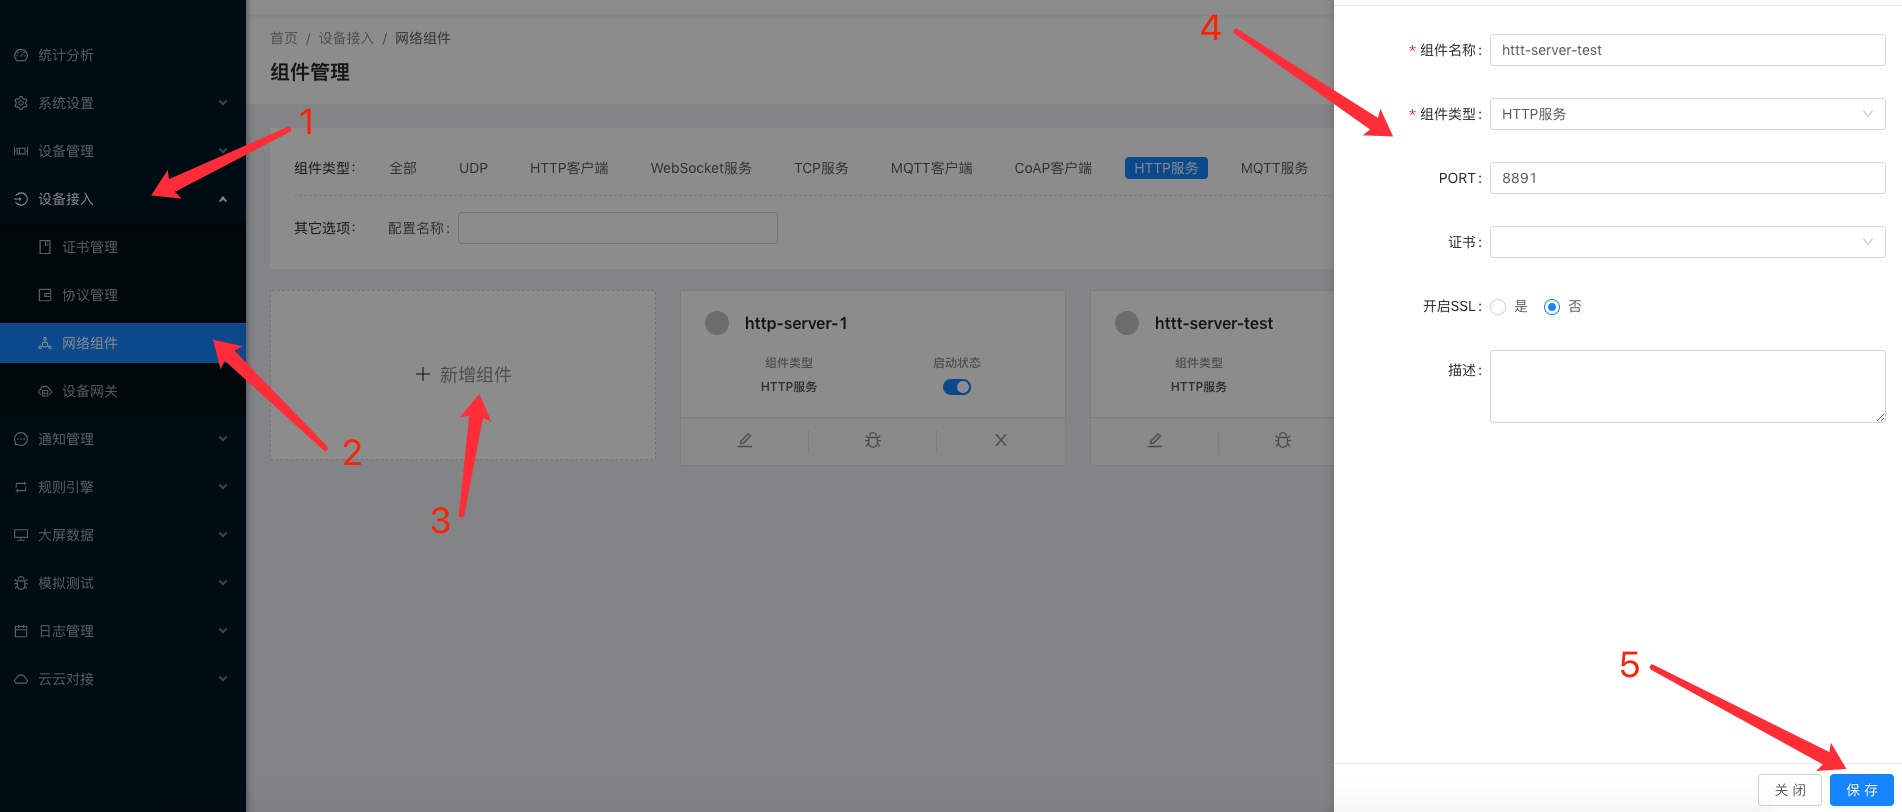 统计分析
系统设置
设备管理
设备接入
证书管理
协议管理
网络组件
设备网关
通知管理
规则引擎
大屏数据
模拟测试
日志管理
云云对接
1
2
首页 / 设备接入 / 网络组件
组件管理
组件类型: 全部 UDP HTTP客户端 WebSocket服务 TCP服务 MQTT客户端 CoAP客户端 HTTP服务 MQTT服务
其它选项: 配置名称:
+ 新增组件
3
http-server-1
组件类型 启动状态
HTTP服务
httt-server-test
组件类型
HTTP服务
4
* 组件名称: httt-server-test
* 组件类型: HTTP服务
PORT: 8891
证书:
开启SSL: 是 否
描述:
5
关 闭 保 存